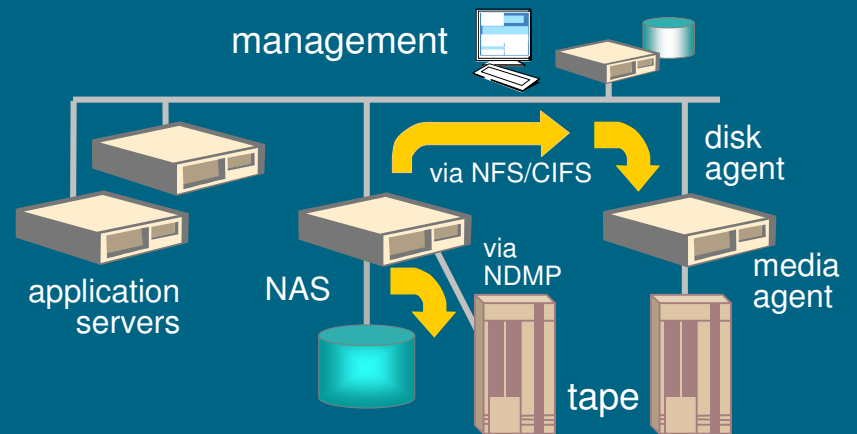 management
disk
agent
via NFS/CIFS
via
NDMP
media
agent
application
servers
NAS
tape